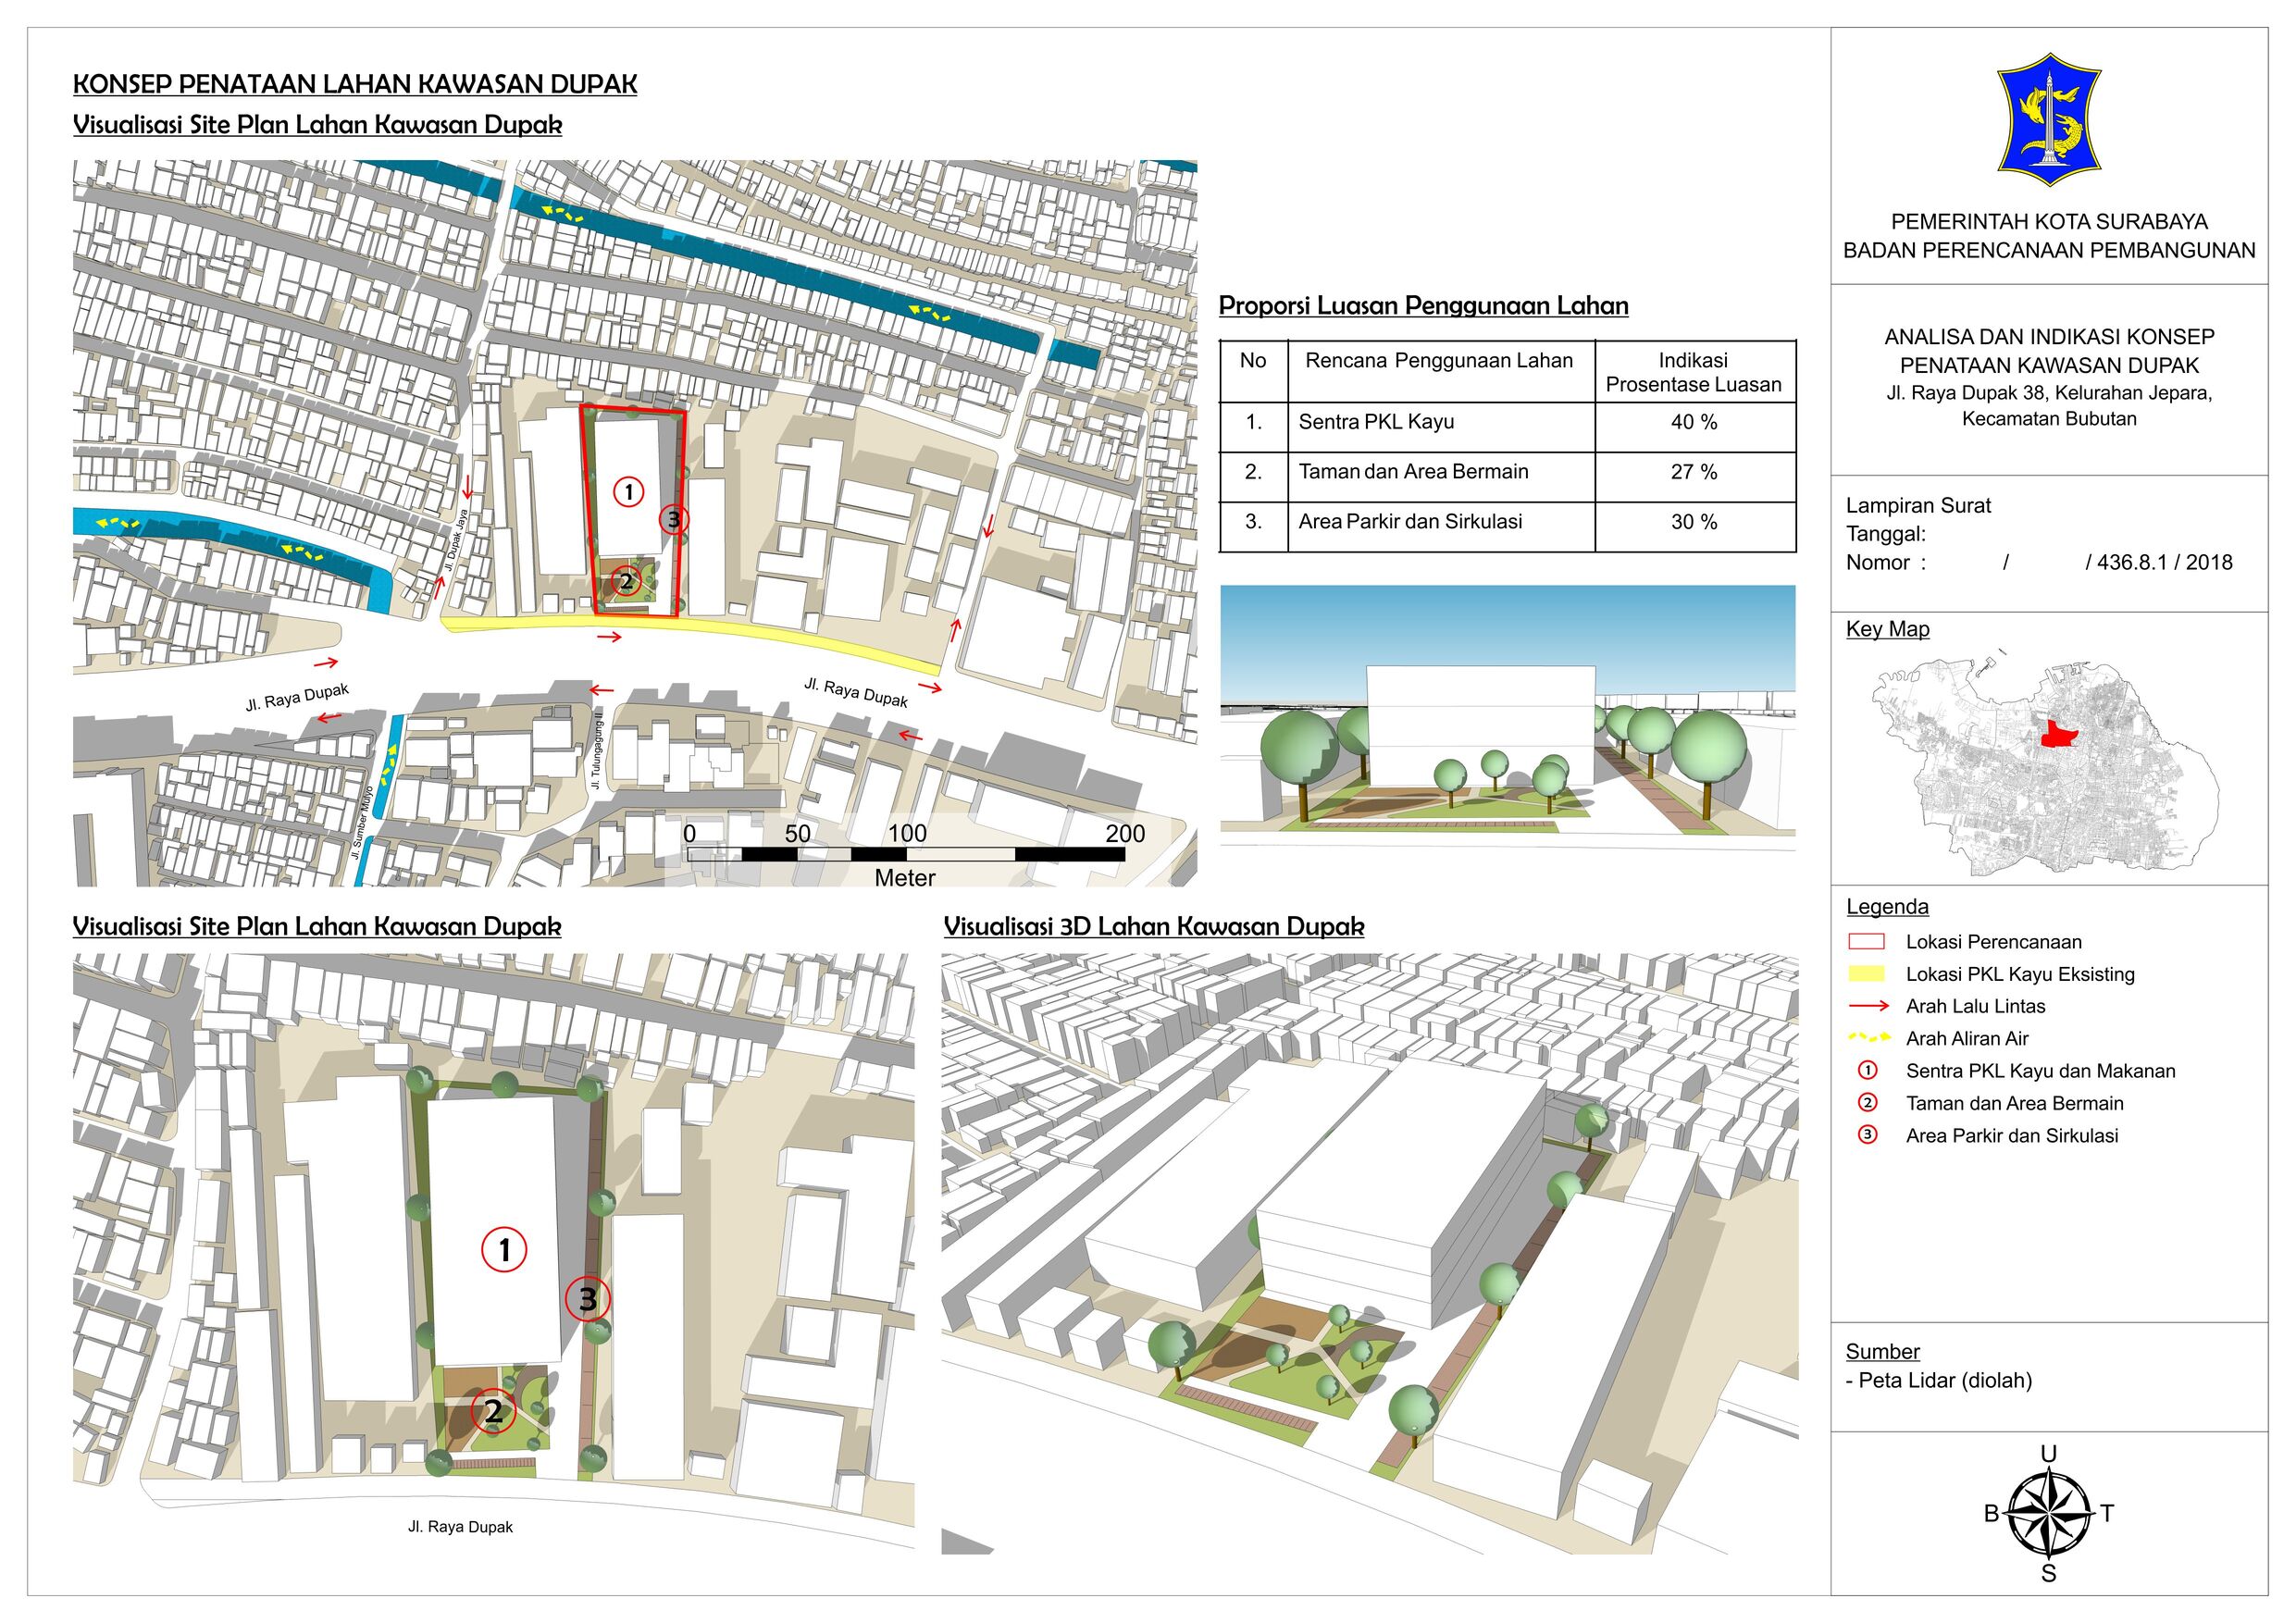 KONSEP PENATAAN LAHAN KAWASAN DUPAK
Visualisasi Site Plan Lahan Kawasan Dupak
Jl. Dupak Jaya
1
3
2
Jl. Raya Dupak
Jl. Raya Dupak
Jl. Tulungagung II
Jl. Sumber Mulyo
0 50 100 200
Meter
Proporsi Luasan Penggunaan Lahan
No Rencana Penggunaan Lahan Indikasi
Prosentase Luasan
1. Sentra PKL Kayu 40 %
2. Taman dan Area Bermain 27 %
3. Area Parkir dan Sirkulasi 30 %
Visualisasi Site Plan Lahan Kawasan Dupak
1
3
2
Jl. Raya Dupak
Visualisasi 3D Lahan Kawasan Dupak
PEMERINTAH KOTA SURABAYA
BADAN PERENCANAAN PEMBANGUNAN
ANALISA DAN INDIKASI KONSEP
PENATAAN KAWASAN DUPAK
Jl. Raya Dupak 38, Kelurahan Jepara,
Kecamatan Bubutan
Lampiran Surat
Tanggal:
Nomor : / / 436.8.1 / 2018
Key Map
Legenda
Lokasi Perencanaan
Lokasi PKL Kayu Eksisting
Arah Lalu Lintas
Arah Aliran Air
1 Sentra PKL Kayu dan Makanan
2 Taman dan Area Bermain
3 Area Parkir dan Sirkulasi
Sumber
- Peta Lidar (diolah)
U
B T
S